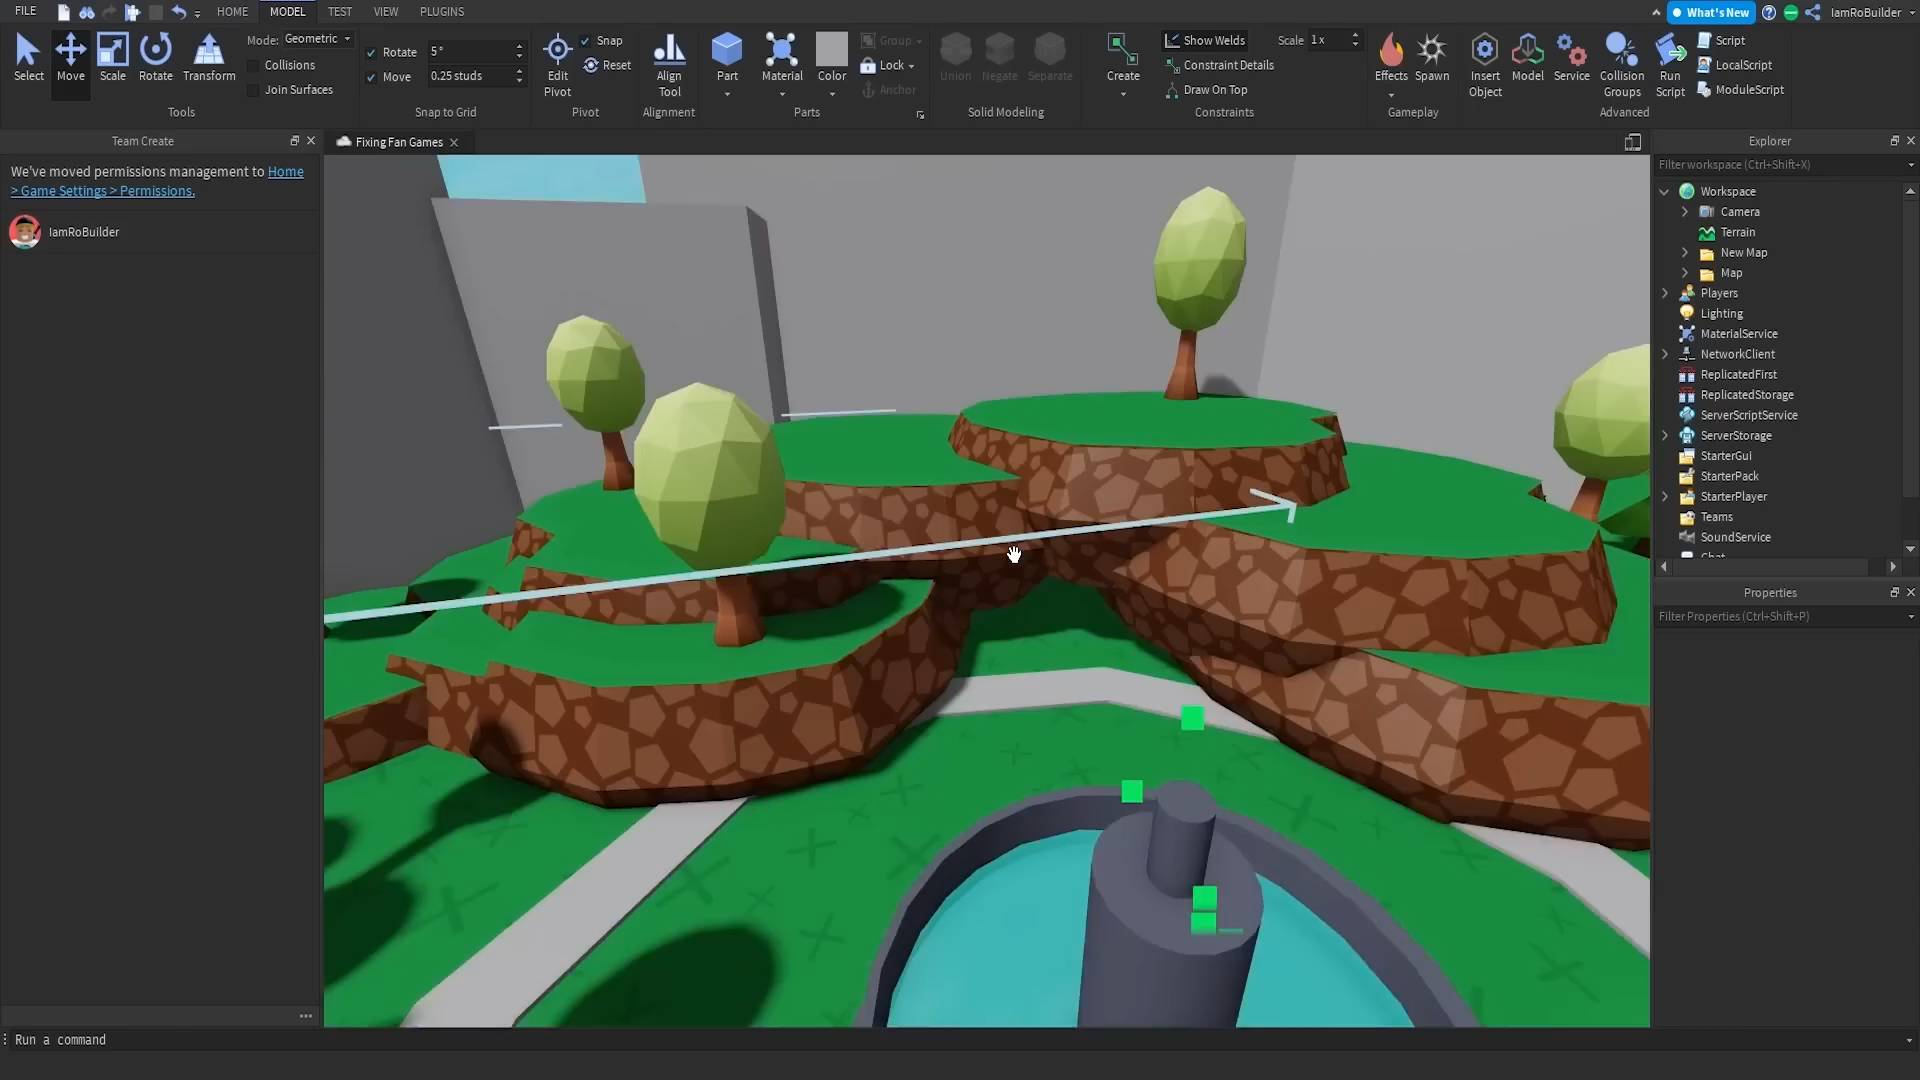 FILE HOME MODEL TEST VIEW PLUGINS What's New IamRoBuilder
Select Move Scale Rotate Transform
Mode: Geometric
Collisions
Join Surfaces
Tools
Rotate 5°
Move 0.25 studs
Snap to Grid
Edit Pivot
Snap
Reset
Pivot
Align Tool
Alignment
Part Material Color
Group
Lock
Anchor
Parts
Union Negate Separate
Solid Modeling
Create
Show Welds
Constraint Details
Draw On Top
Scale 1 x
Constraints
Effects Spawn
Gameplay
Insert Object
Model
Service
Collision Groups
Run Script
Script
LocalScript
ModuleScript
Advanced
Team Create
We've moved permissions management to Home
> Game Settings > Permissions.
IamRoBuilder
Fixing Fan Games
Explorer
Filter workspace (Ctrl+Shift+X)
Workspace
Camera
Terrain
New Map
Map
Players
Lighting
MaterialService
NetworkClient
ReplicatedFirst
ReplicatedStorage
ServerScriptService
ServerStorage
StarterGui
StarterPack
StarterPlayer
Teams
SoundService
Chat
Properties
Filter Properties (Ctrl+Shift+P)
Run a command